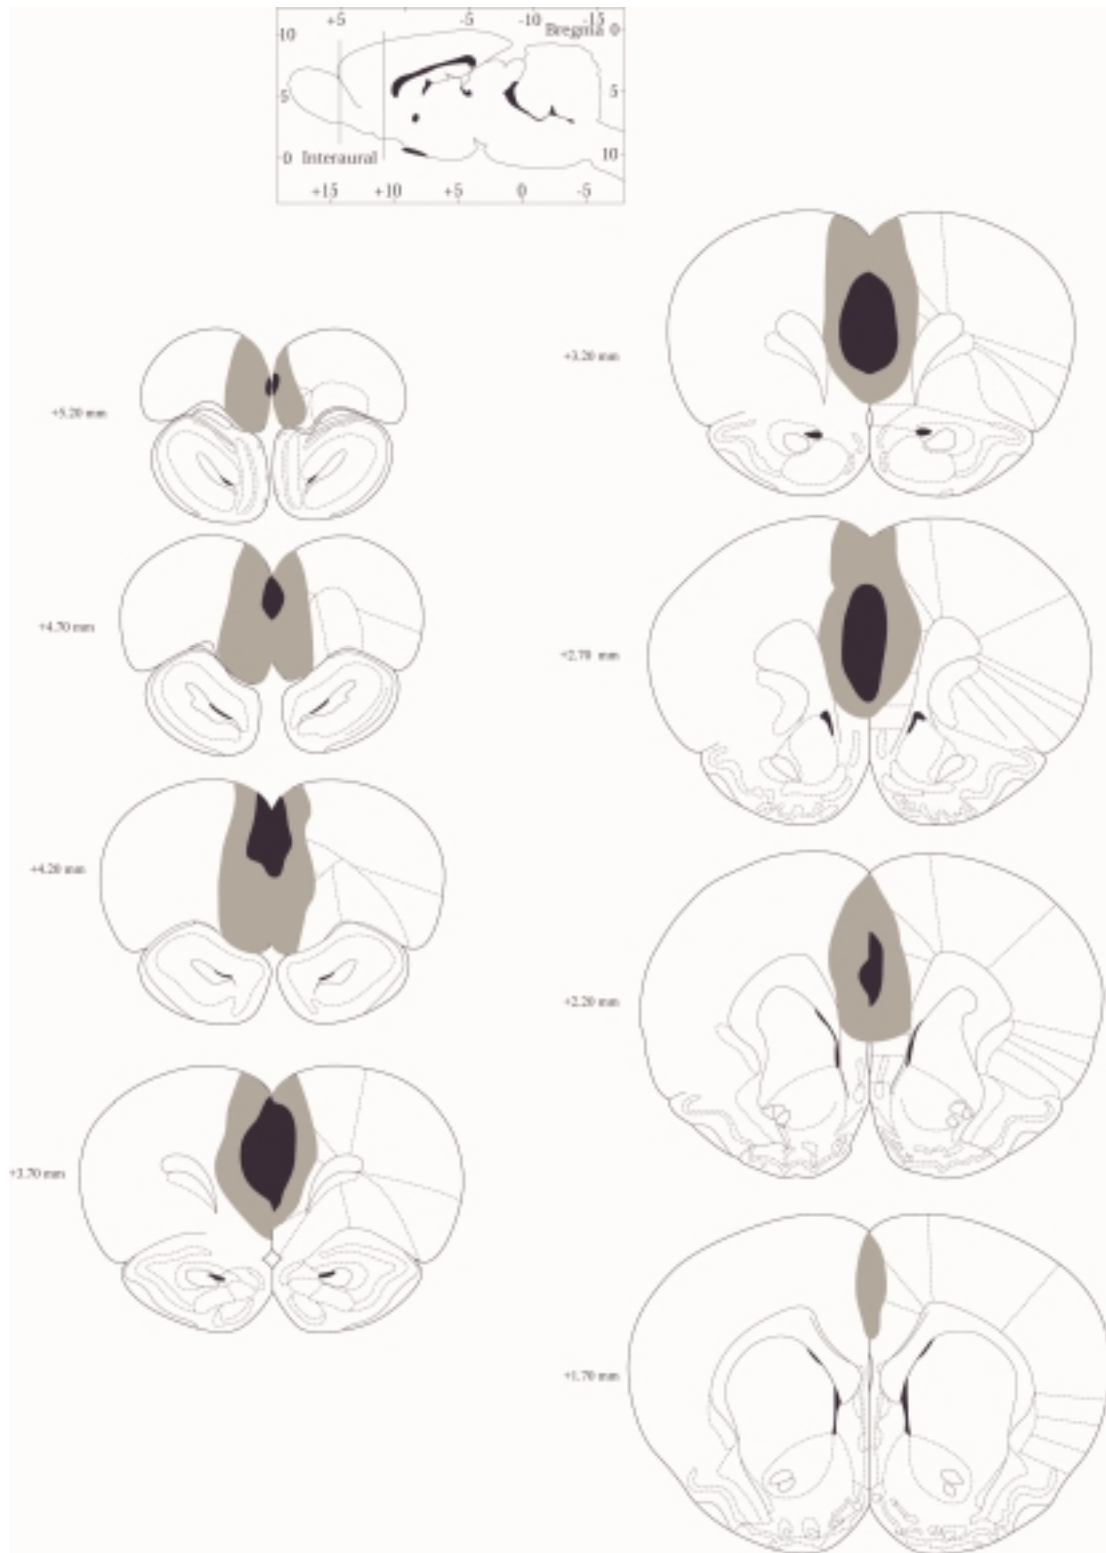 +5 -5 -10 -15
Bregma 0
10
5 5
10
0 Interaural
+15 +10 +5 0 -5
+3.20 mm
+5.20 mm
+4.70 mm
+2.70 mm
+4.20 mm
+2.20 mm
+3.70 mm
+1.70 mm